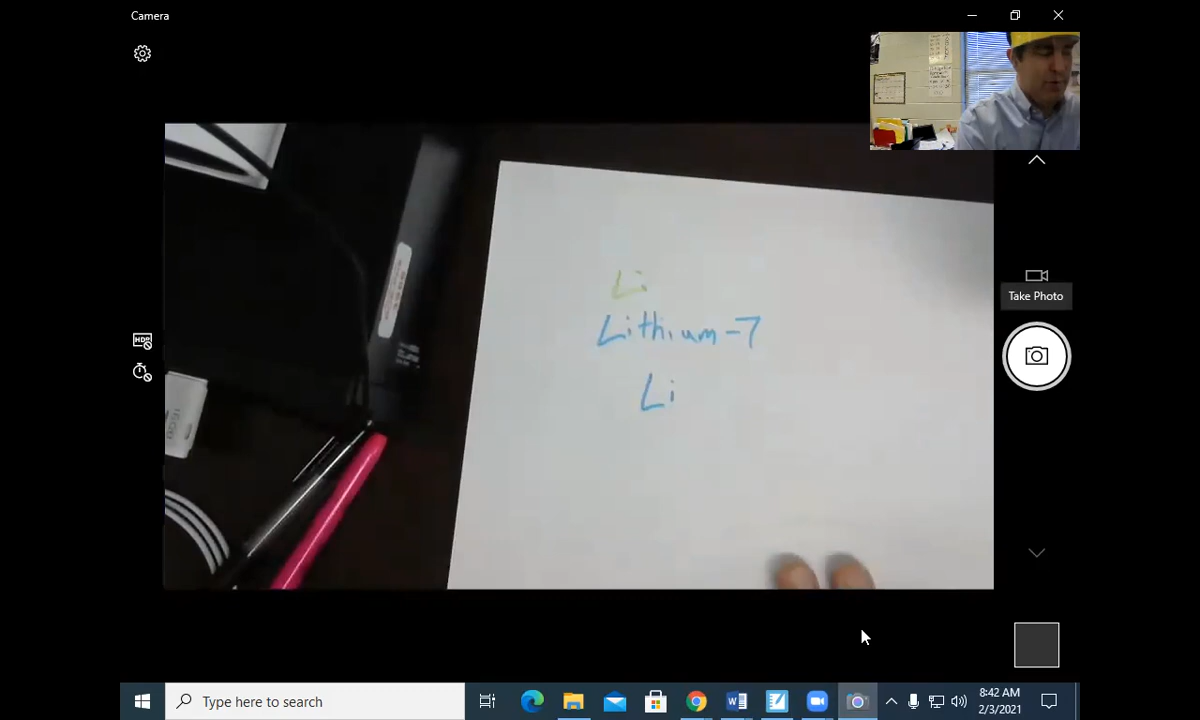 Camera
Take Photo
Li
Lithium-7
Li
Type here to search
8:42 AM
2/3/2021